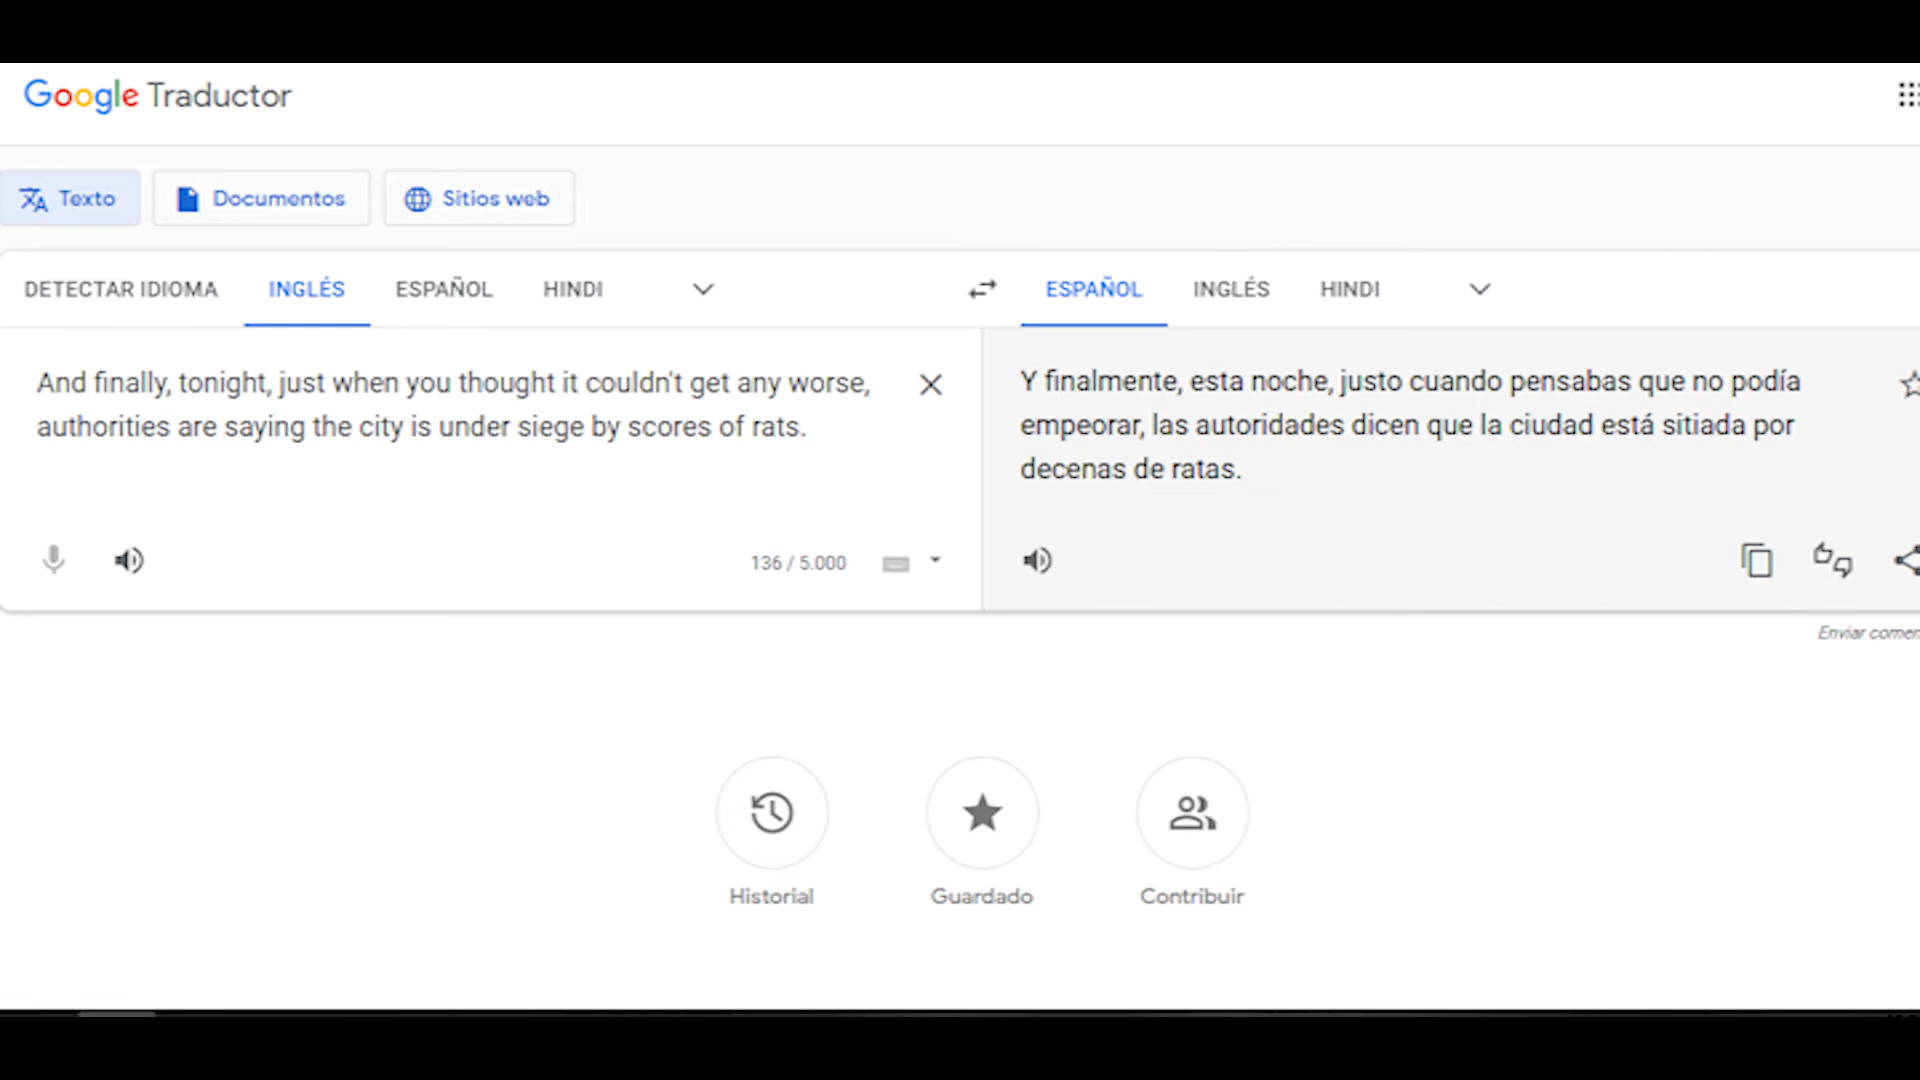 Google Traductor
Texto
Documentos
Sitios web
DETECTAR IDIOMA
INGLÉS
ESPAÑOL
HINDI
ESPAÑOL
INGLÉS
HINDI
And finally, tonight, just when you thought it couldn't get any worse,
authorities are saying the city is under siege by scores of rats.
136 / 5.000
Y finalmente, esta noche, justo cuando pensabas que no podía
empeorar, las autoridades dicen que la ciudad está sitiada por
decenas de ratas.
Enviar comen
Historial
Guardado
Contribuir